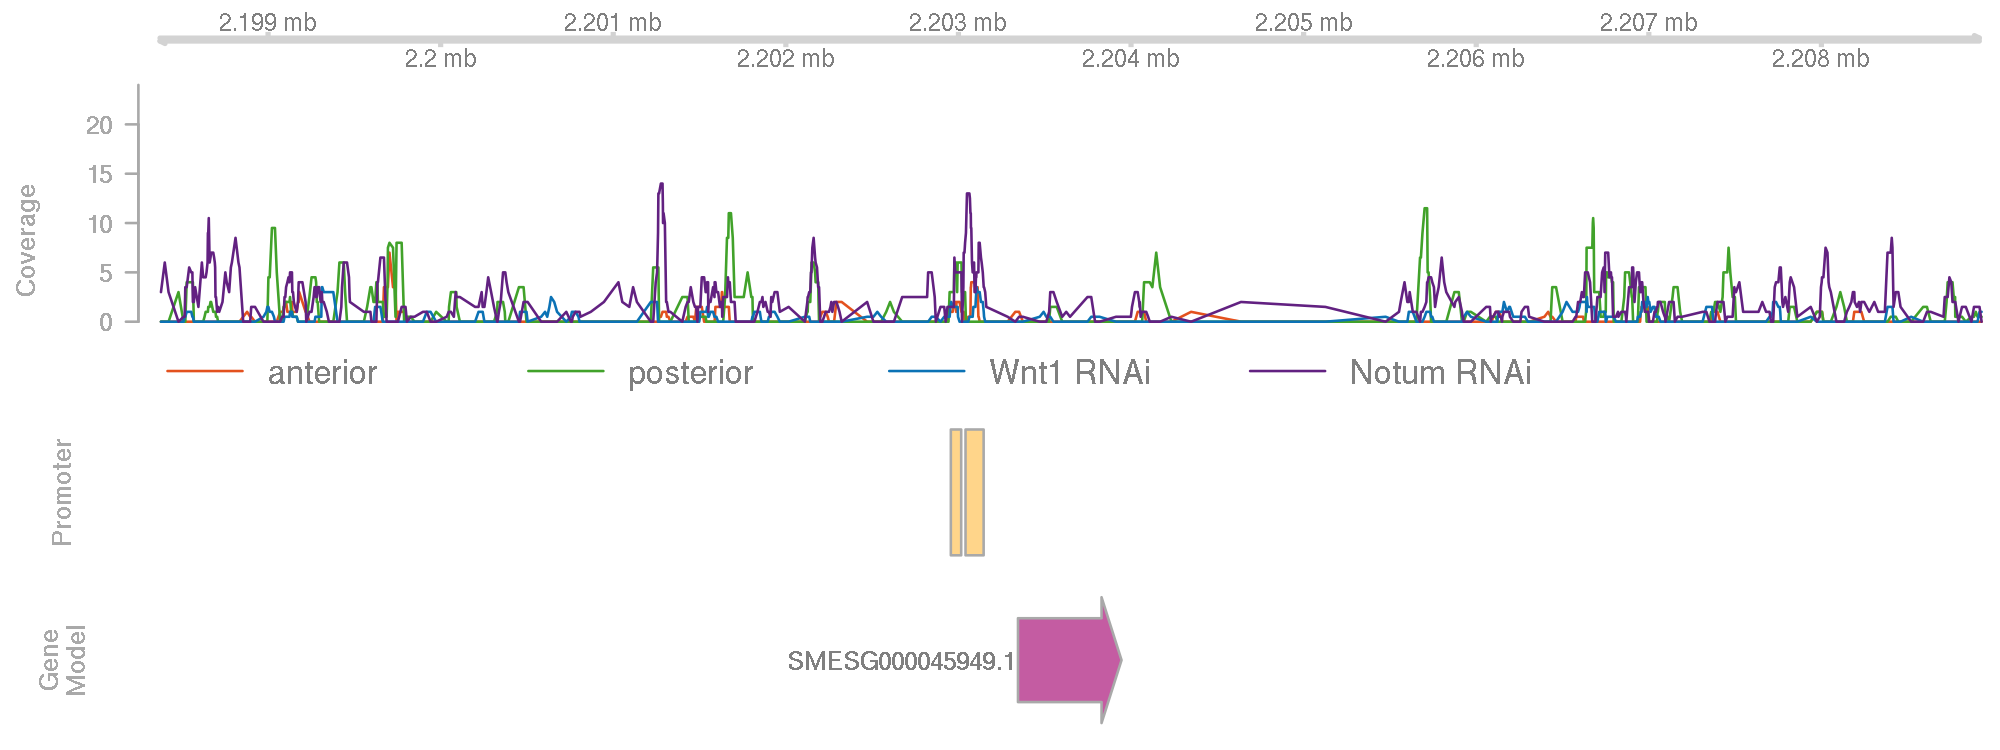 2.199 mb 2.201 mb 2.203 mb 2.205 mb 2.207 mb
2.2 mb 2.202 mb 2.204 mb 2.206 mb 2.208 mb
Coverage
20
15
10
5
0
anterior posterior Wnt1 RNAi Notum RNAi
Promoter
Gene
Model
SMESG000045949.1